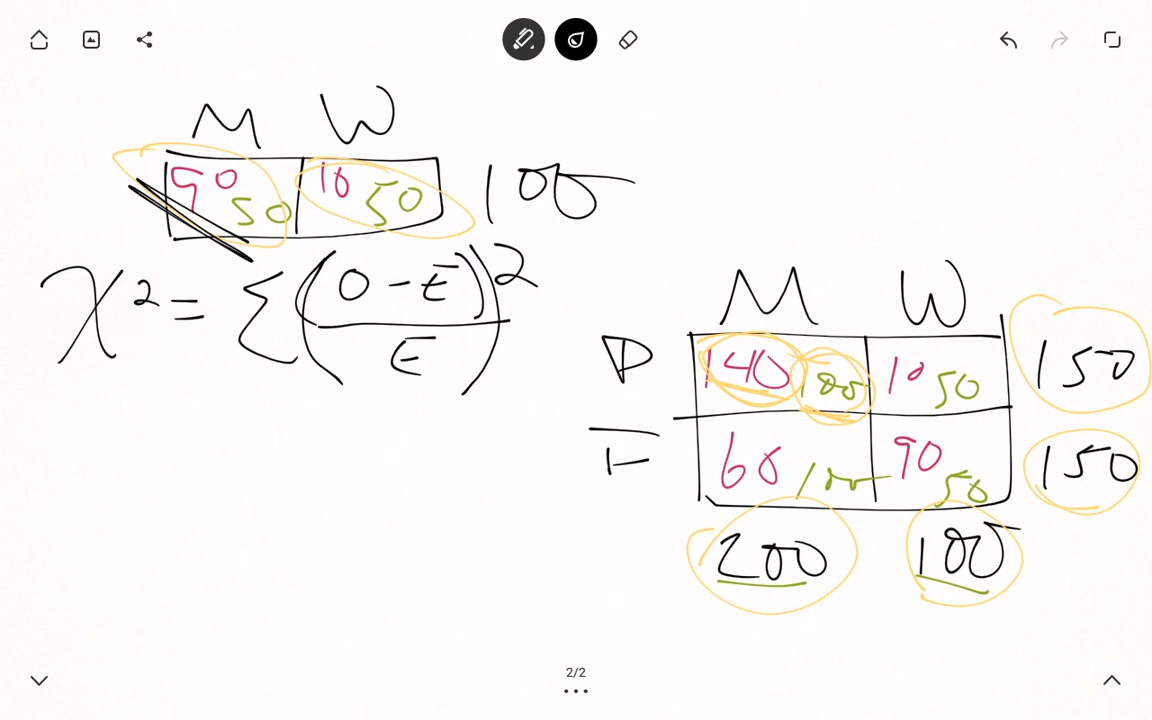 M W
90 50 10 50 100
χ² = Σ((O - E)/E)²
M W
P 140 100 10 50 150
F 60 100 90 50 150
200 100
2/2